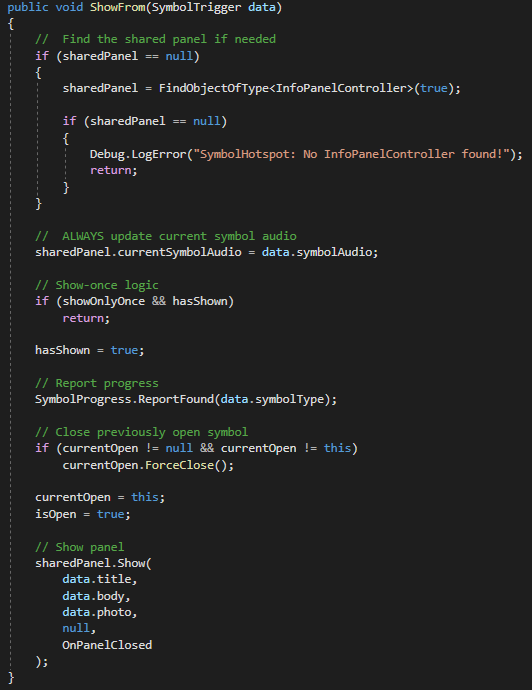 public void ShowFrom(SymbolTrigger data)
{
    //  Find the shared panel if needed
    if (sharedPanel == null)
    {
        sharedPanel = FindObjectOfType<InfoPanelController>(true);

        if (sharedPanel == null)
        {
            Debug.LogError("SymbolHotspot: No InfoPanelController found!");
            return;
        }
    }

    //  ALWAYS update current symbol audio
    sharedPanel.currentSymbolAudio = data.symbolAudio;

    // Show-once logic
    if (showOnlyOnce && hasShown)
        return;

    hasShown = true;

    // Report progress
    SymbolProgress.ReportFound(data.symbolType);

    // Close previously open symbol
    if (currentOpen != null && currentOpen != this)
        currentOpen.ForceClose();

    currentOpen = this;
    isOpen = true;

    // Show panel
    sharedPanel.Show(
        data.title,
        data.body,
        data.photo,
        null,
        OnPanelClosed
    );
}